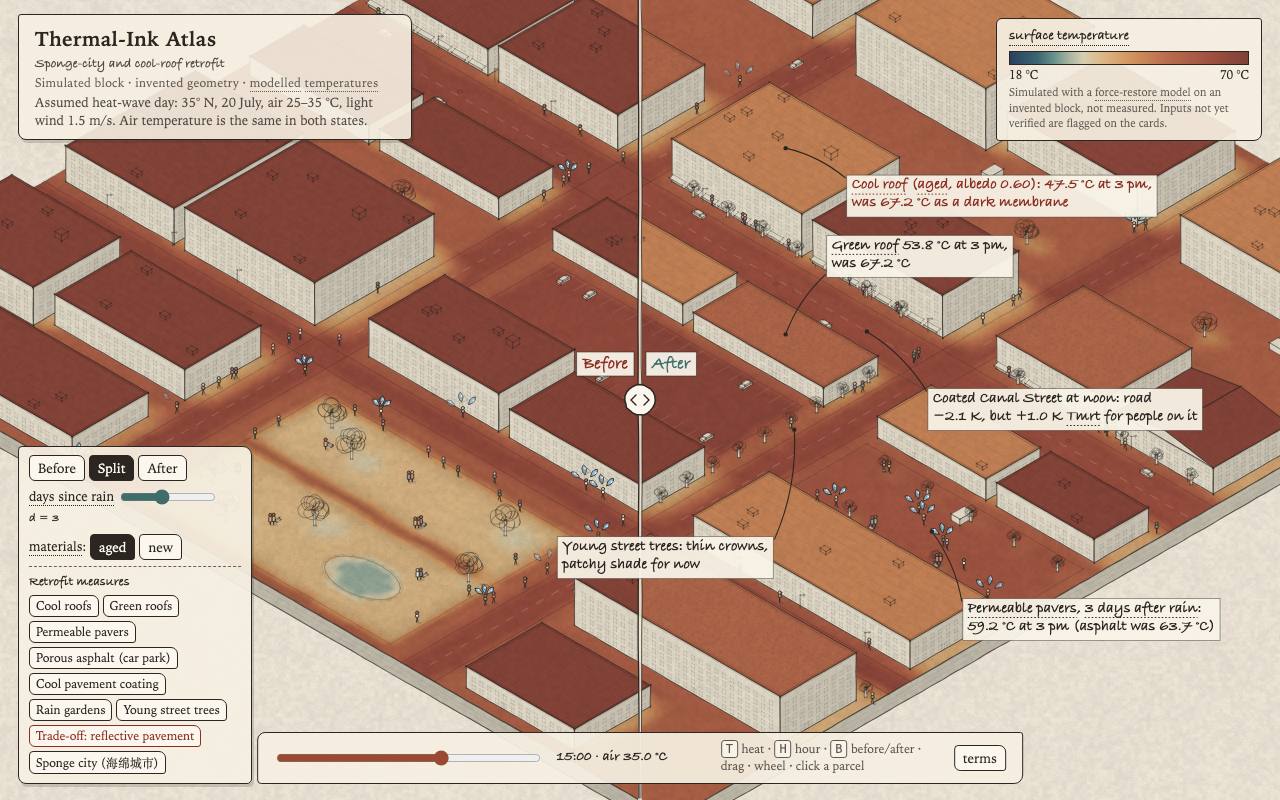 Thermal-Ink Atlas
Sponge-city and cool-roof retrofit
Simulated block · invented geometry · modelled temperatures
Assumed heat-wave day: 35° N, 20 July, air 25–35 °C, light
wind 1.5 m/s. Air temperature is the same in both states.
surface temperature
18 °C
70 °C
Simulated with a force-restore model on an
invented block, not measured. Inputs not yet
verified are flagged on the cards.
Cool roof (aged, albedo 0.60): 47.5 °C at 3 pm,
was 67.2 °C as a dark membrane
Green roof 53.8 °C at 3 pm,
was 67.2 °C
Before
After
Coated Canal Street at noon: road
−2.1 K, but +1.0 K Tmrt for people on it
Young street trees: thin crowns,
patchy shade for now
Permeable pavers, 3 days after rain:
59.2 °C at 3 pm (asphalt was 63.7 °C)
Before
Split
After
days since rain
d = 3
materials:
aged
new
Retrofit measures
Cool roofs
Green roofs
Permeable pavers
Porous asphalt (car park)
Cool pavement coating
Rain gardens
Young street trees
Trade-off: reflective pavement
Sponge city (海绵城市)
15:00 · air 35.0 °C
T heat · H hour · B before/after ·
drag · wheel · click a parcel
terms